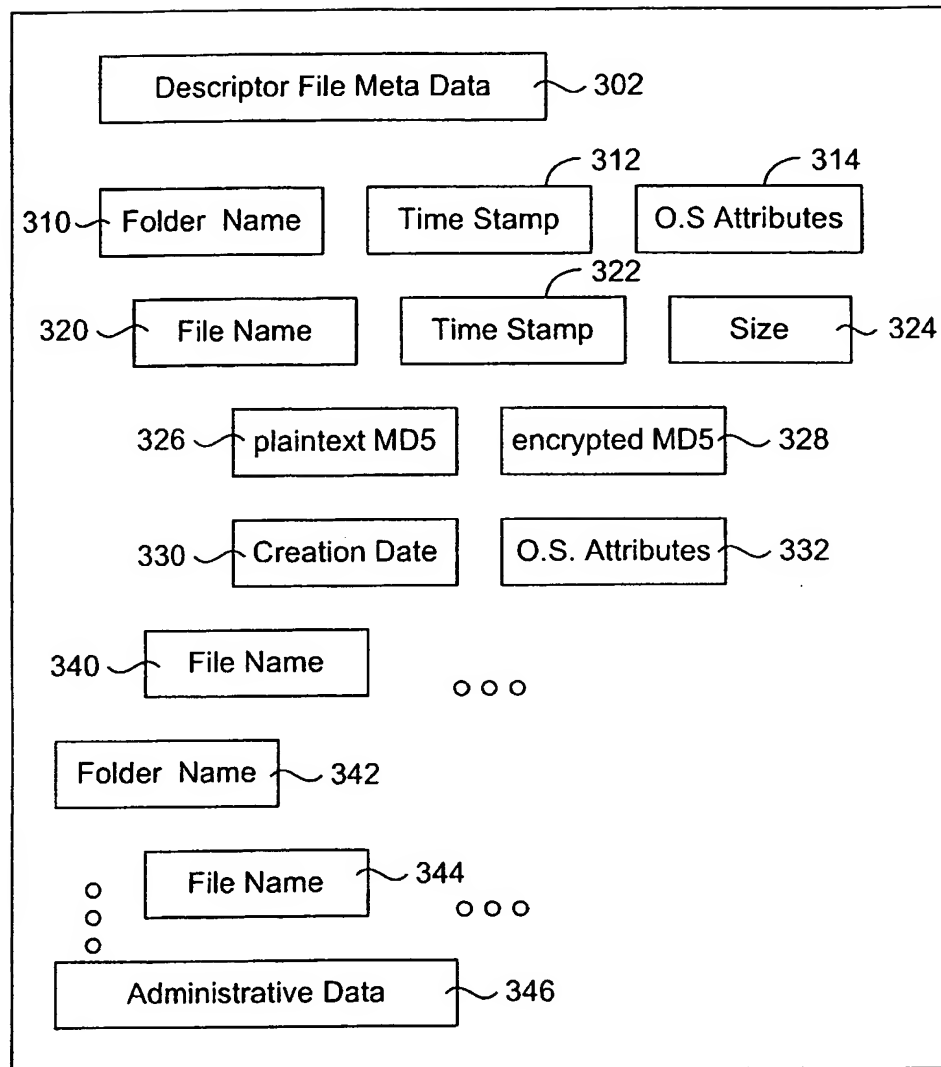 Descriptor File Meta Data 302
312 314
310 Folder Name Time Stamp O.S Attributes
322
320 File Name Time Stamp Size 324
326 plaintext MD5 encrypted MD5 328
330 Creation Date O.S. Attributes 332
340 File Name
Folder Name 342
File Name 344
Administrative Data 346